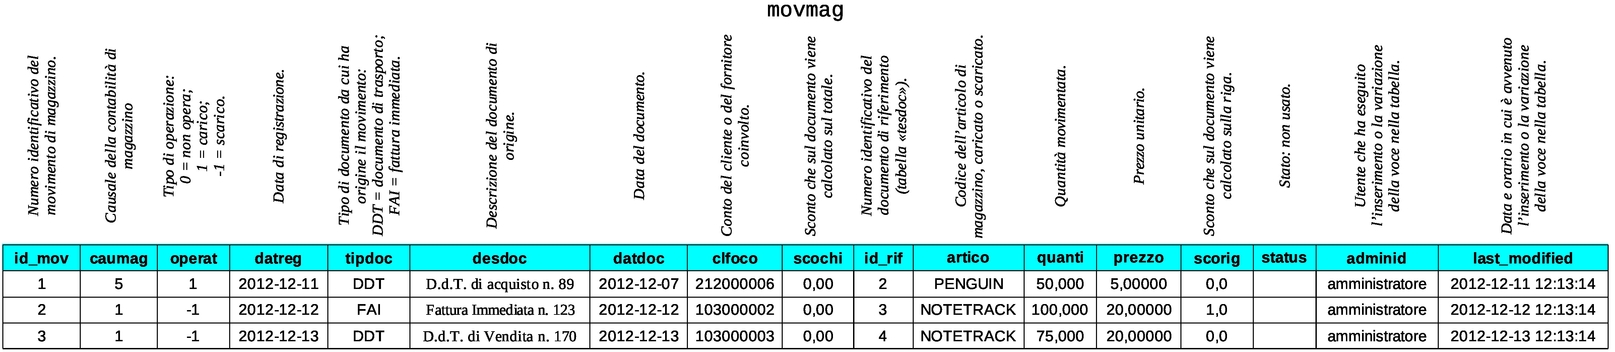 movmag
Numero identificativo del
movimento di magazzino.
Causale della contabilità di
magazzino
Tipo di operazione:
0 = non opera;
1 = carico;
-1 = scarico.
Data di registrazione.
Tipo di documento da cui ha
origine il movimento:
DDT = documento di trasporto;
FAI = fattura immediata.
Descrizione del documento di
origine.
Data del documento.
Conto del cliente o del fornitore
coinvolto.
Sconto che sul documento viene
calcolato sul totale.
Numero identificativo del
documento di riferimento
(tabella «tesdoc»).
Codice dell'articolo di
magazzino, caricato o scaricato.
Quantità movimentata.
Prezzo unitario.
Sconto che sul documento viene
calcolato sulla riga.
Stato: non usato.
Utente che ha eseguito
l'inserimento o la variazione
della voce nella tabella.
Data e orario in cui è avvenuto
l'inserimento o la variazione
della voce nella tabella.
id_mov caumag operat datreg tipdoc desdoc datdoc clfoco scochi id_rif artico quanti prezzo scorig status adminid last_modified
1 5 1 2012-12-11 DDT D.d.T. di acquisto n. 89 2012-12-07 212000006 0,00 2 PENGUIN 50,000 5,00000 0,0 amministratore 2012-12-11 12:13:14
2 1 -1 2012-12-12 FAI Fattura Immediata n. 123 2012-12-12 103000002 0,00 3 NOTETRACK 100,000 20,00000 1,0 amministratore 2012-12-12 12:13:14
3 1 -1 2012-12-13 DDT D.d.T. di Vendita n. 170 2012-12-13 103000003 0,00 4 NOTETRACK 75,000 20,00000 0,0 amministratore 2012-12-13 12:13:14